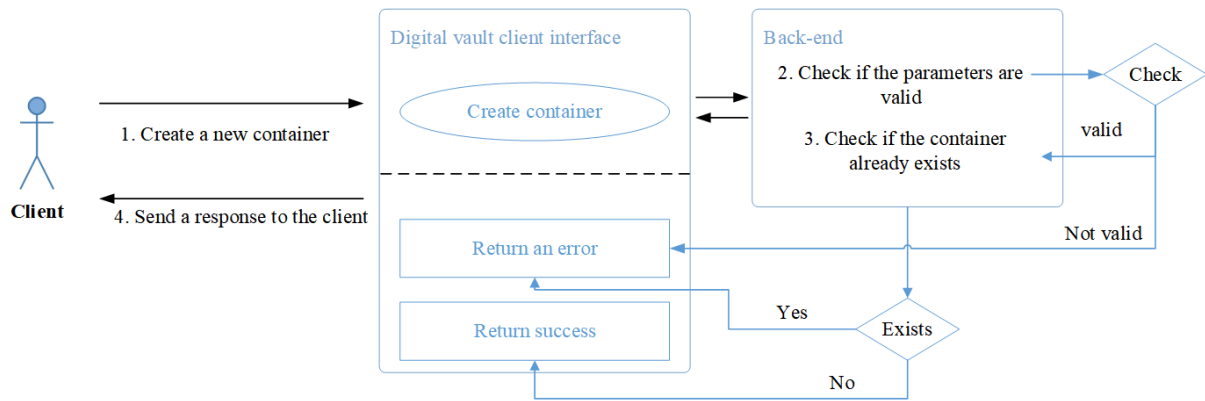 Digital vault client interface
Back-end
2. Check if the parameters are
valid
Check
Create container
1. Create a new container
valid
3. Check if the container
already exists
Client
4. Send a response to the client
Not valid
Return an error
Yes
Exists
Return success
No